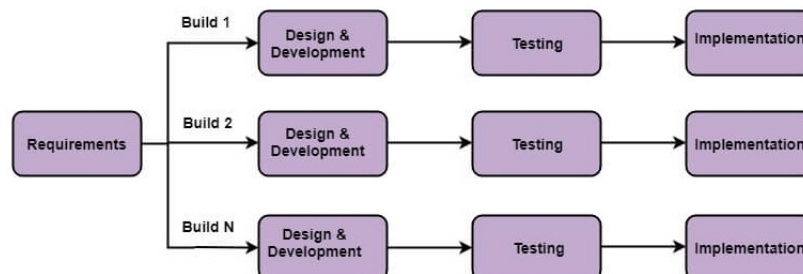 Build 1
Design &
Development
Testing
Implementation
Requirements
Build 2
Design &
Development
Testing
Implementation
Build N
Design &
Development
Testing
Implementation